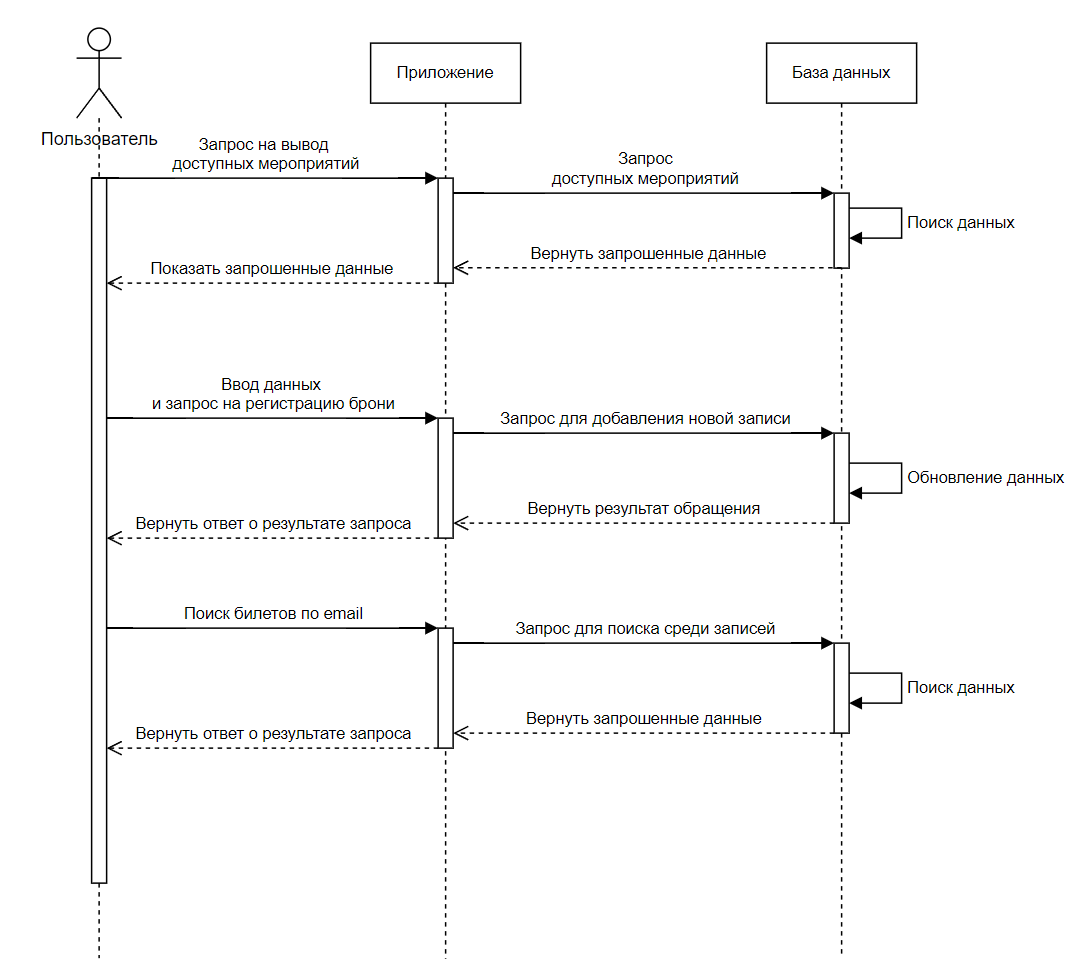 Пользователь
Приложение
База данных
Запрос на вывод
доступных мероприятий
Запрос
доступных мероприятий
Поиск данных
Вернуть запрошенные данные
Показать запрошенные данные
Ввод данных
и запрос на регистрацию брони
Запрос для добавления новой записи
Обновление данных
Вернуть результат обращения
Вернуть ответ о результате запроса
Поиск билетов по email
Запрос для поиска среди записей
Поиск данных
Вернуть запрошенные данные
Вернуть ответ о результате запроса